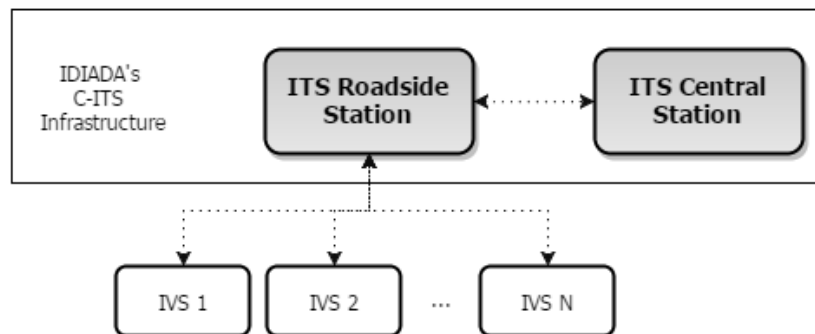 IDIADA's
C-ITS
Infrastructure
ITS Roadside
Station
ITS Central
Station
IVS 1
IVS 2
...
IVS N